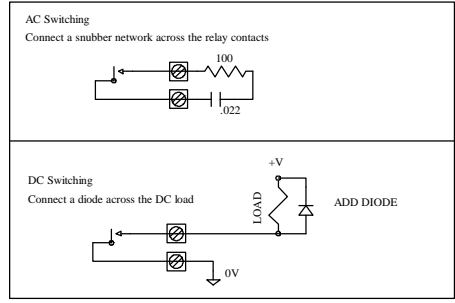 AC Switching
Connect a snubber network across the relay contacts
100
.022
+V
DC Switching
Connect a diode across the DC load
LOAD
ADD DIODE
0V